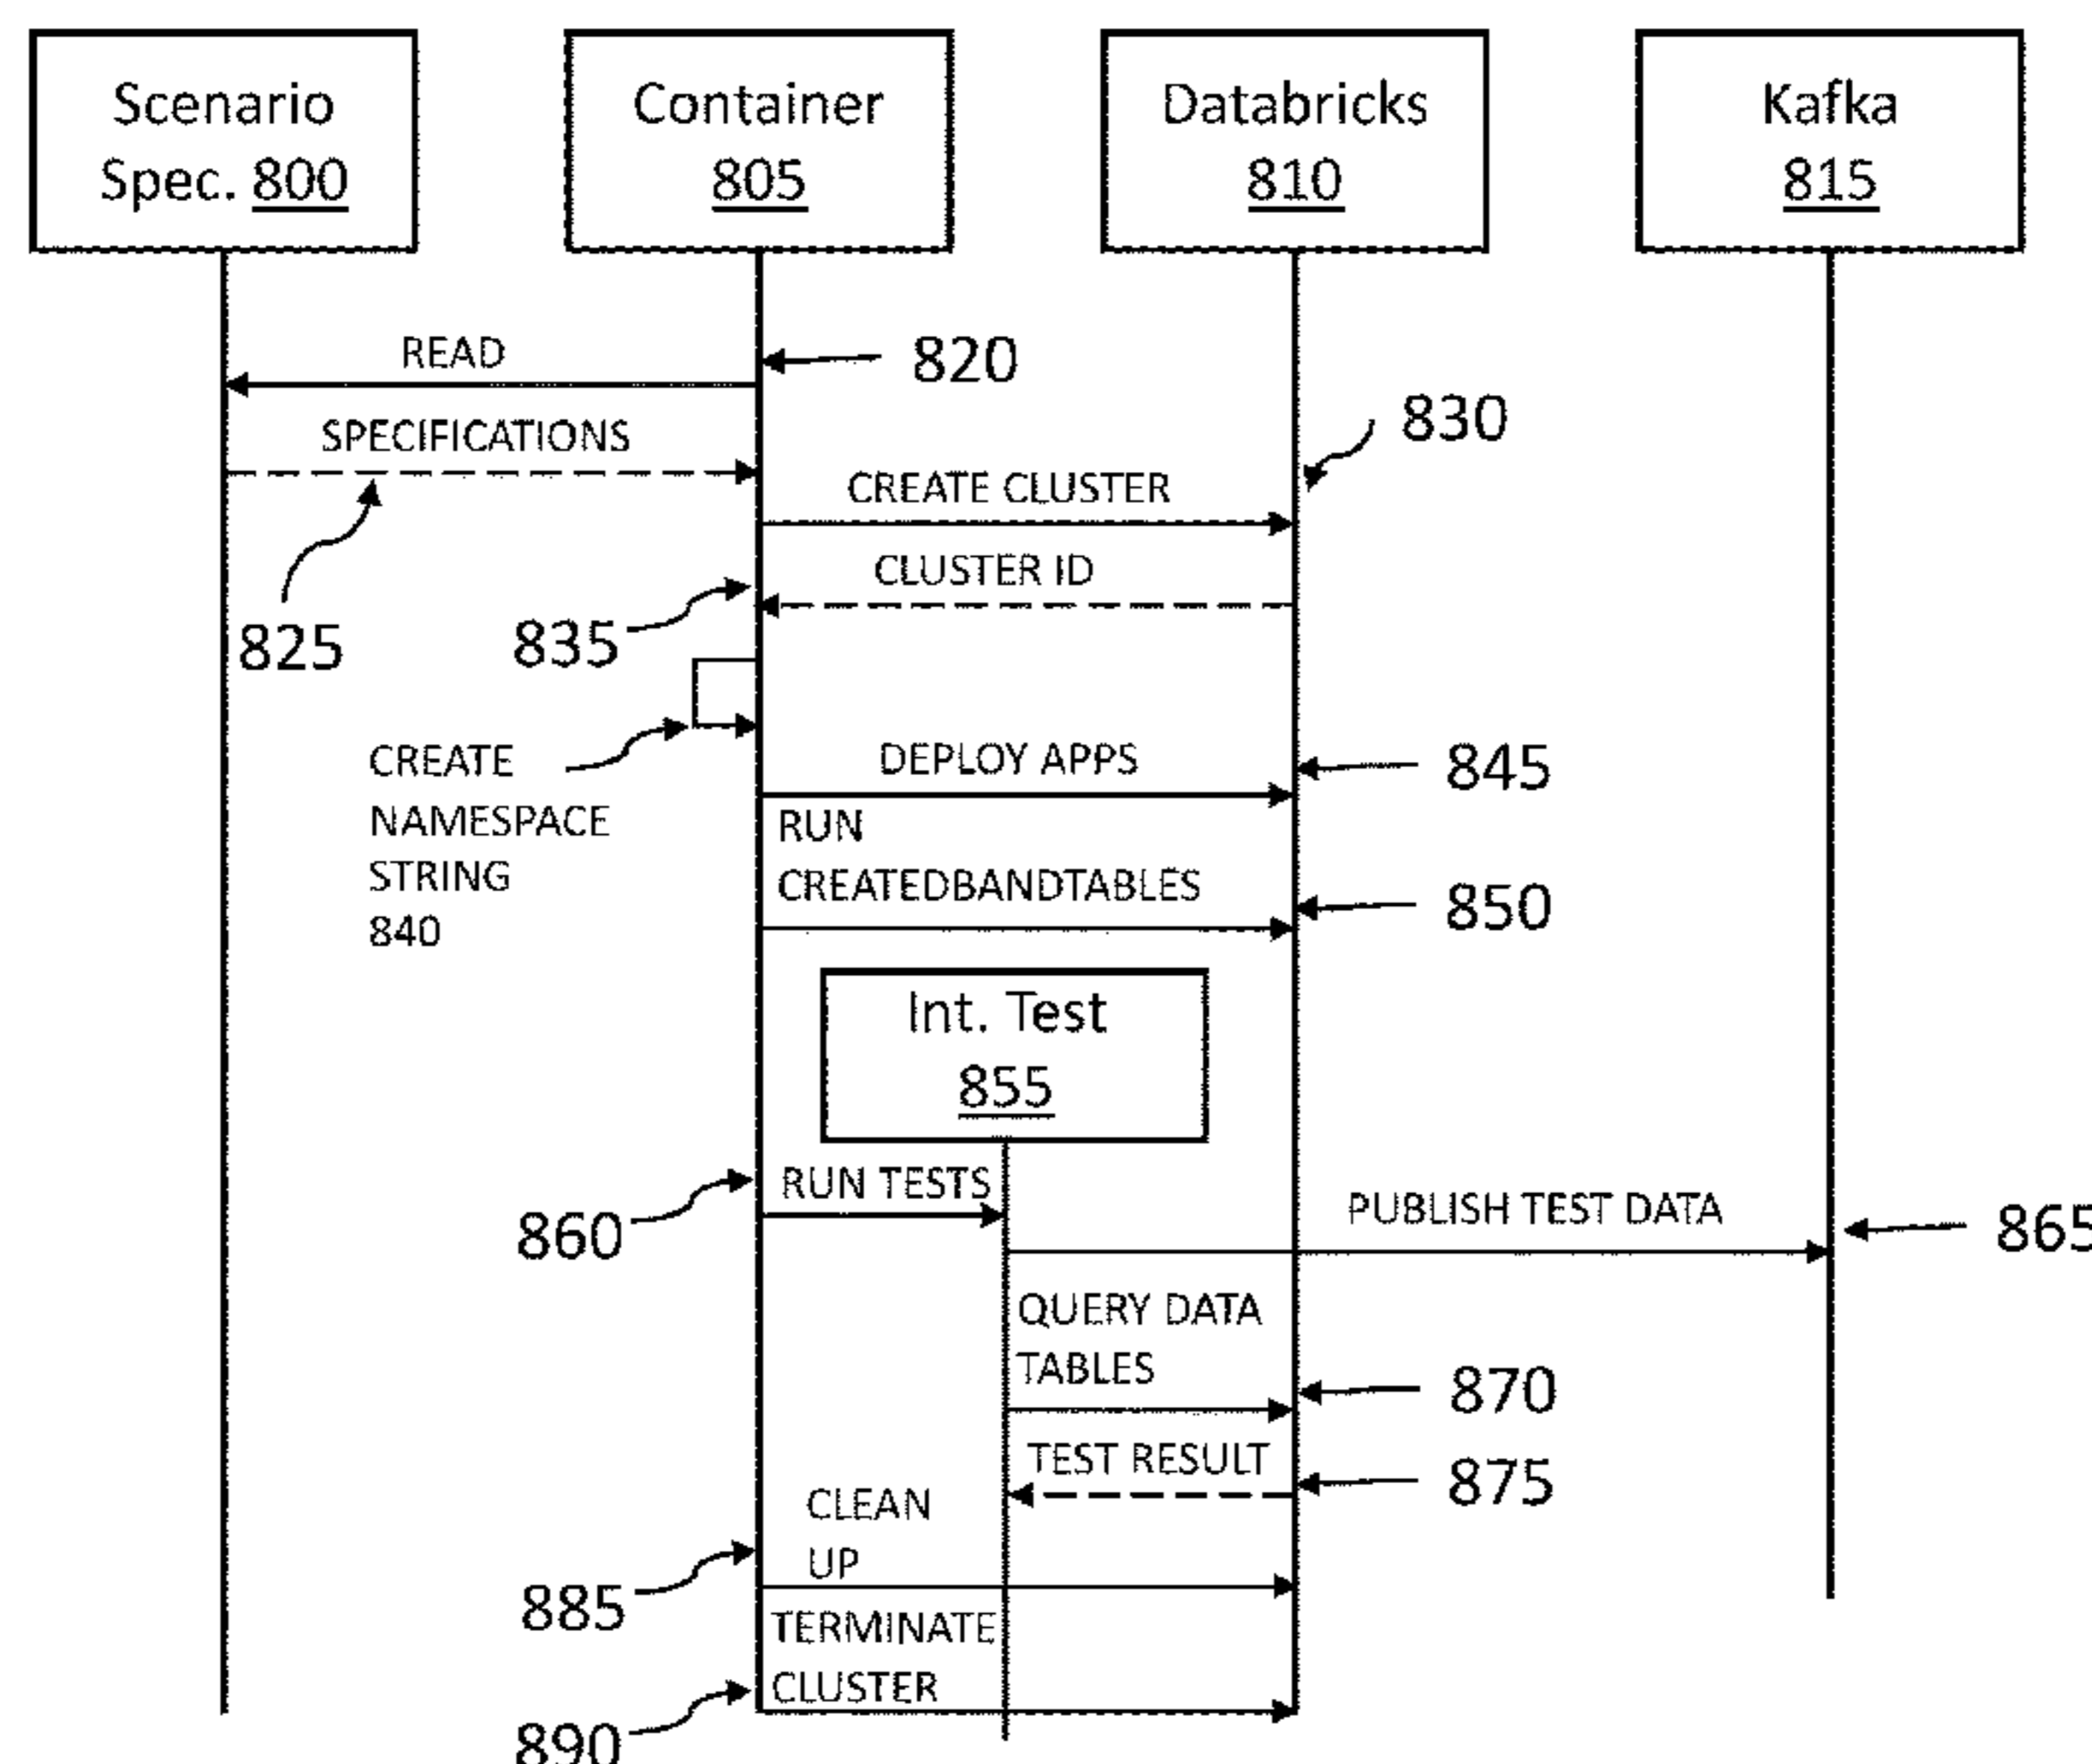 Scenario
Spec. 800
Container
805
Databricks
810
Kafka
815
READ
820
SPECIFICATIONS
830
CREATE CLUSTER
CLUSTER ID
825
835
CREATE
NAMESPACE
STRING
840
DEPLOY APPS
845
RUN
CREATEDBANDTABLES
850
Int. Test
855
RUN TESTS
860
PUBLISH TEST DATA
865
QUERY DATA
TABLES
870
TEST RESULT
875
CLEAN
UP
885
TERMINATE
CLUSTER
890